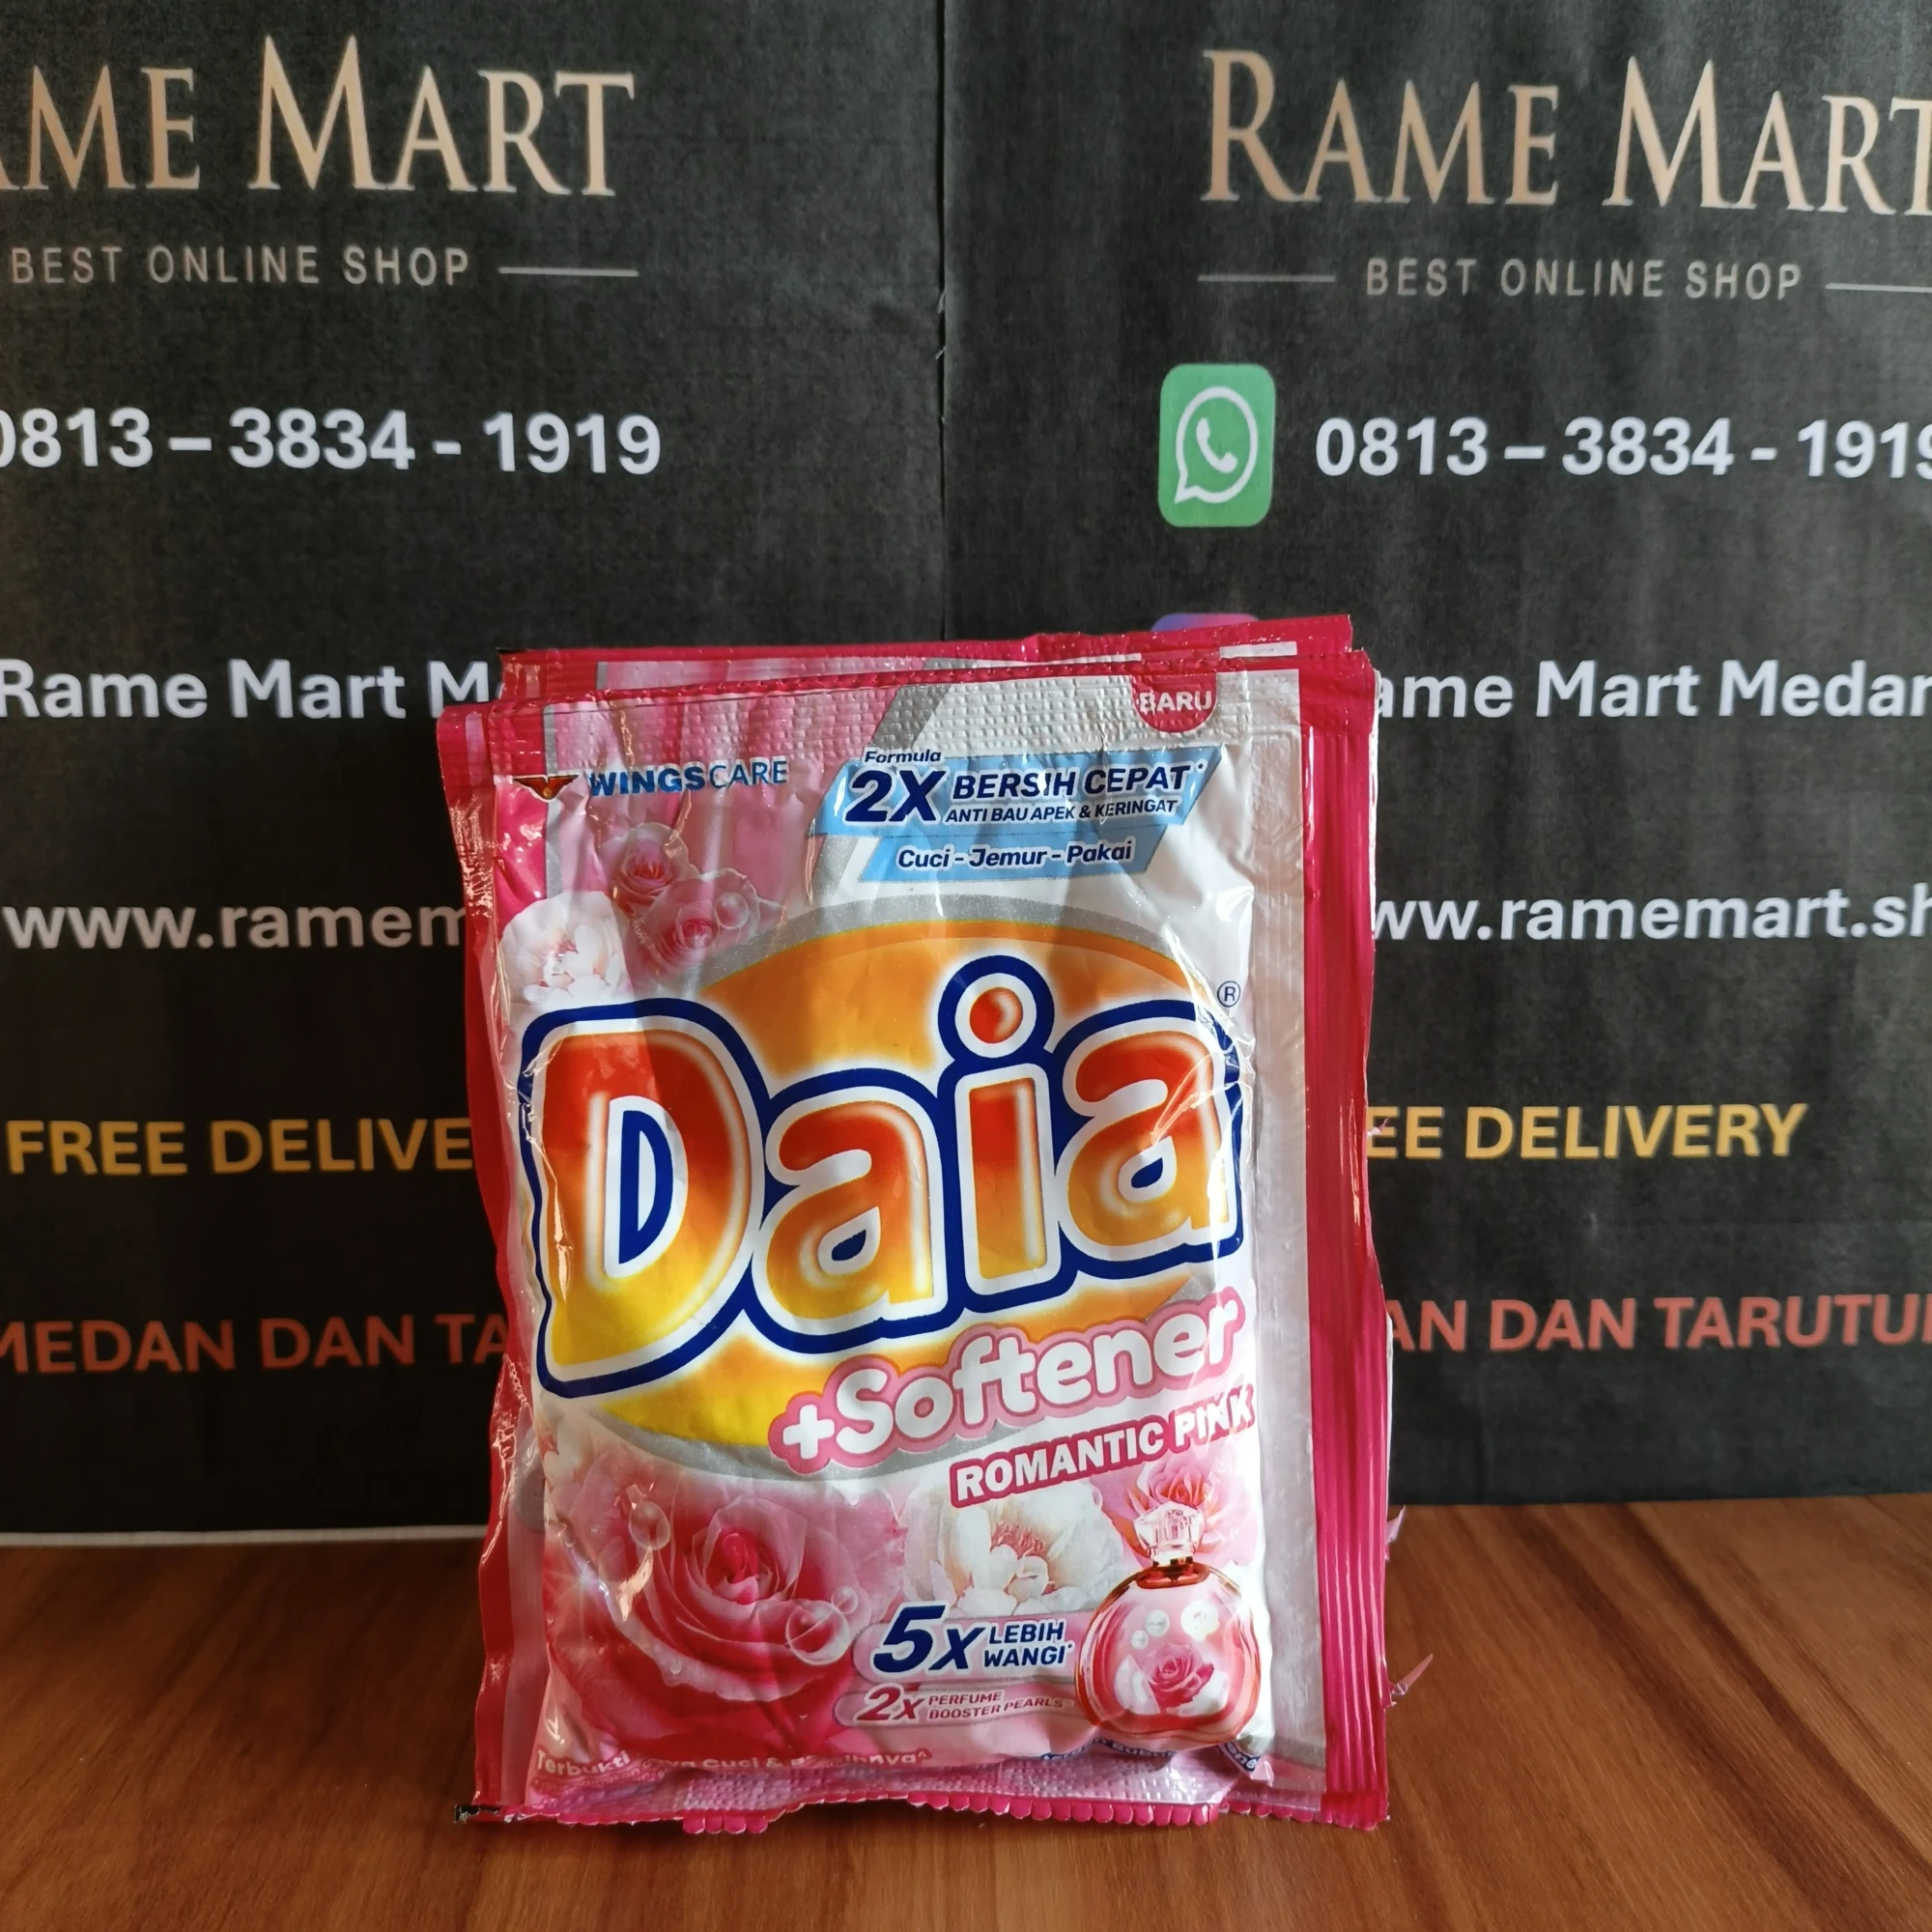 AME MART
BEST ONLINE SHOP
0813 – 3834 - 1919
Rame Mart M
www.ramem
FREE DELIVE
MEDAN DAN TA
RAME MART
BEST ONLINE SHOP
0813 – 3834 - 1919
ame Mart Medan
ww.ramemart.sh
EE DELIVERY
AN DAN TARUTU
BARU
WINGSCARE
Formula
2X BERSIH CEPAT*
ANTI BAU APEK & KERINGAT
Cuci - Jemur - Pakai
Daia®
+Softener
ROMANTIC PINK
5X LEBIH
WANGI*
2X PERFUME
BOOSTER PEARLS
Terbukti Cuci &